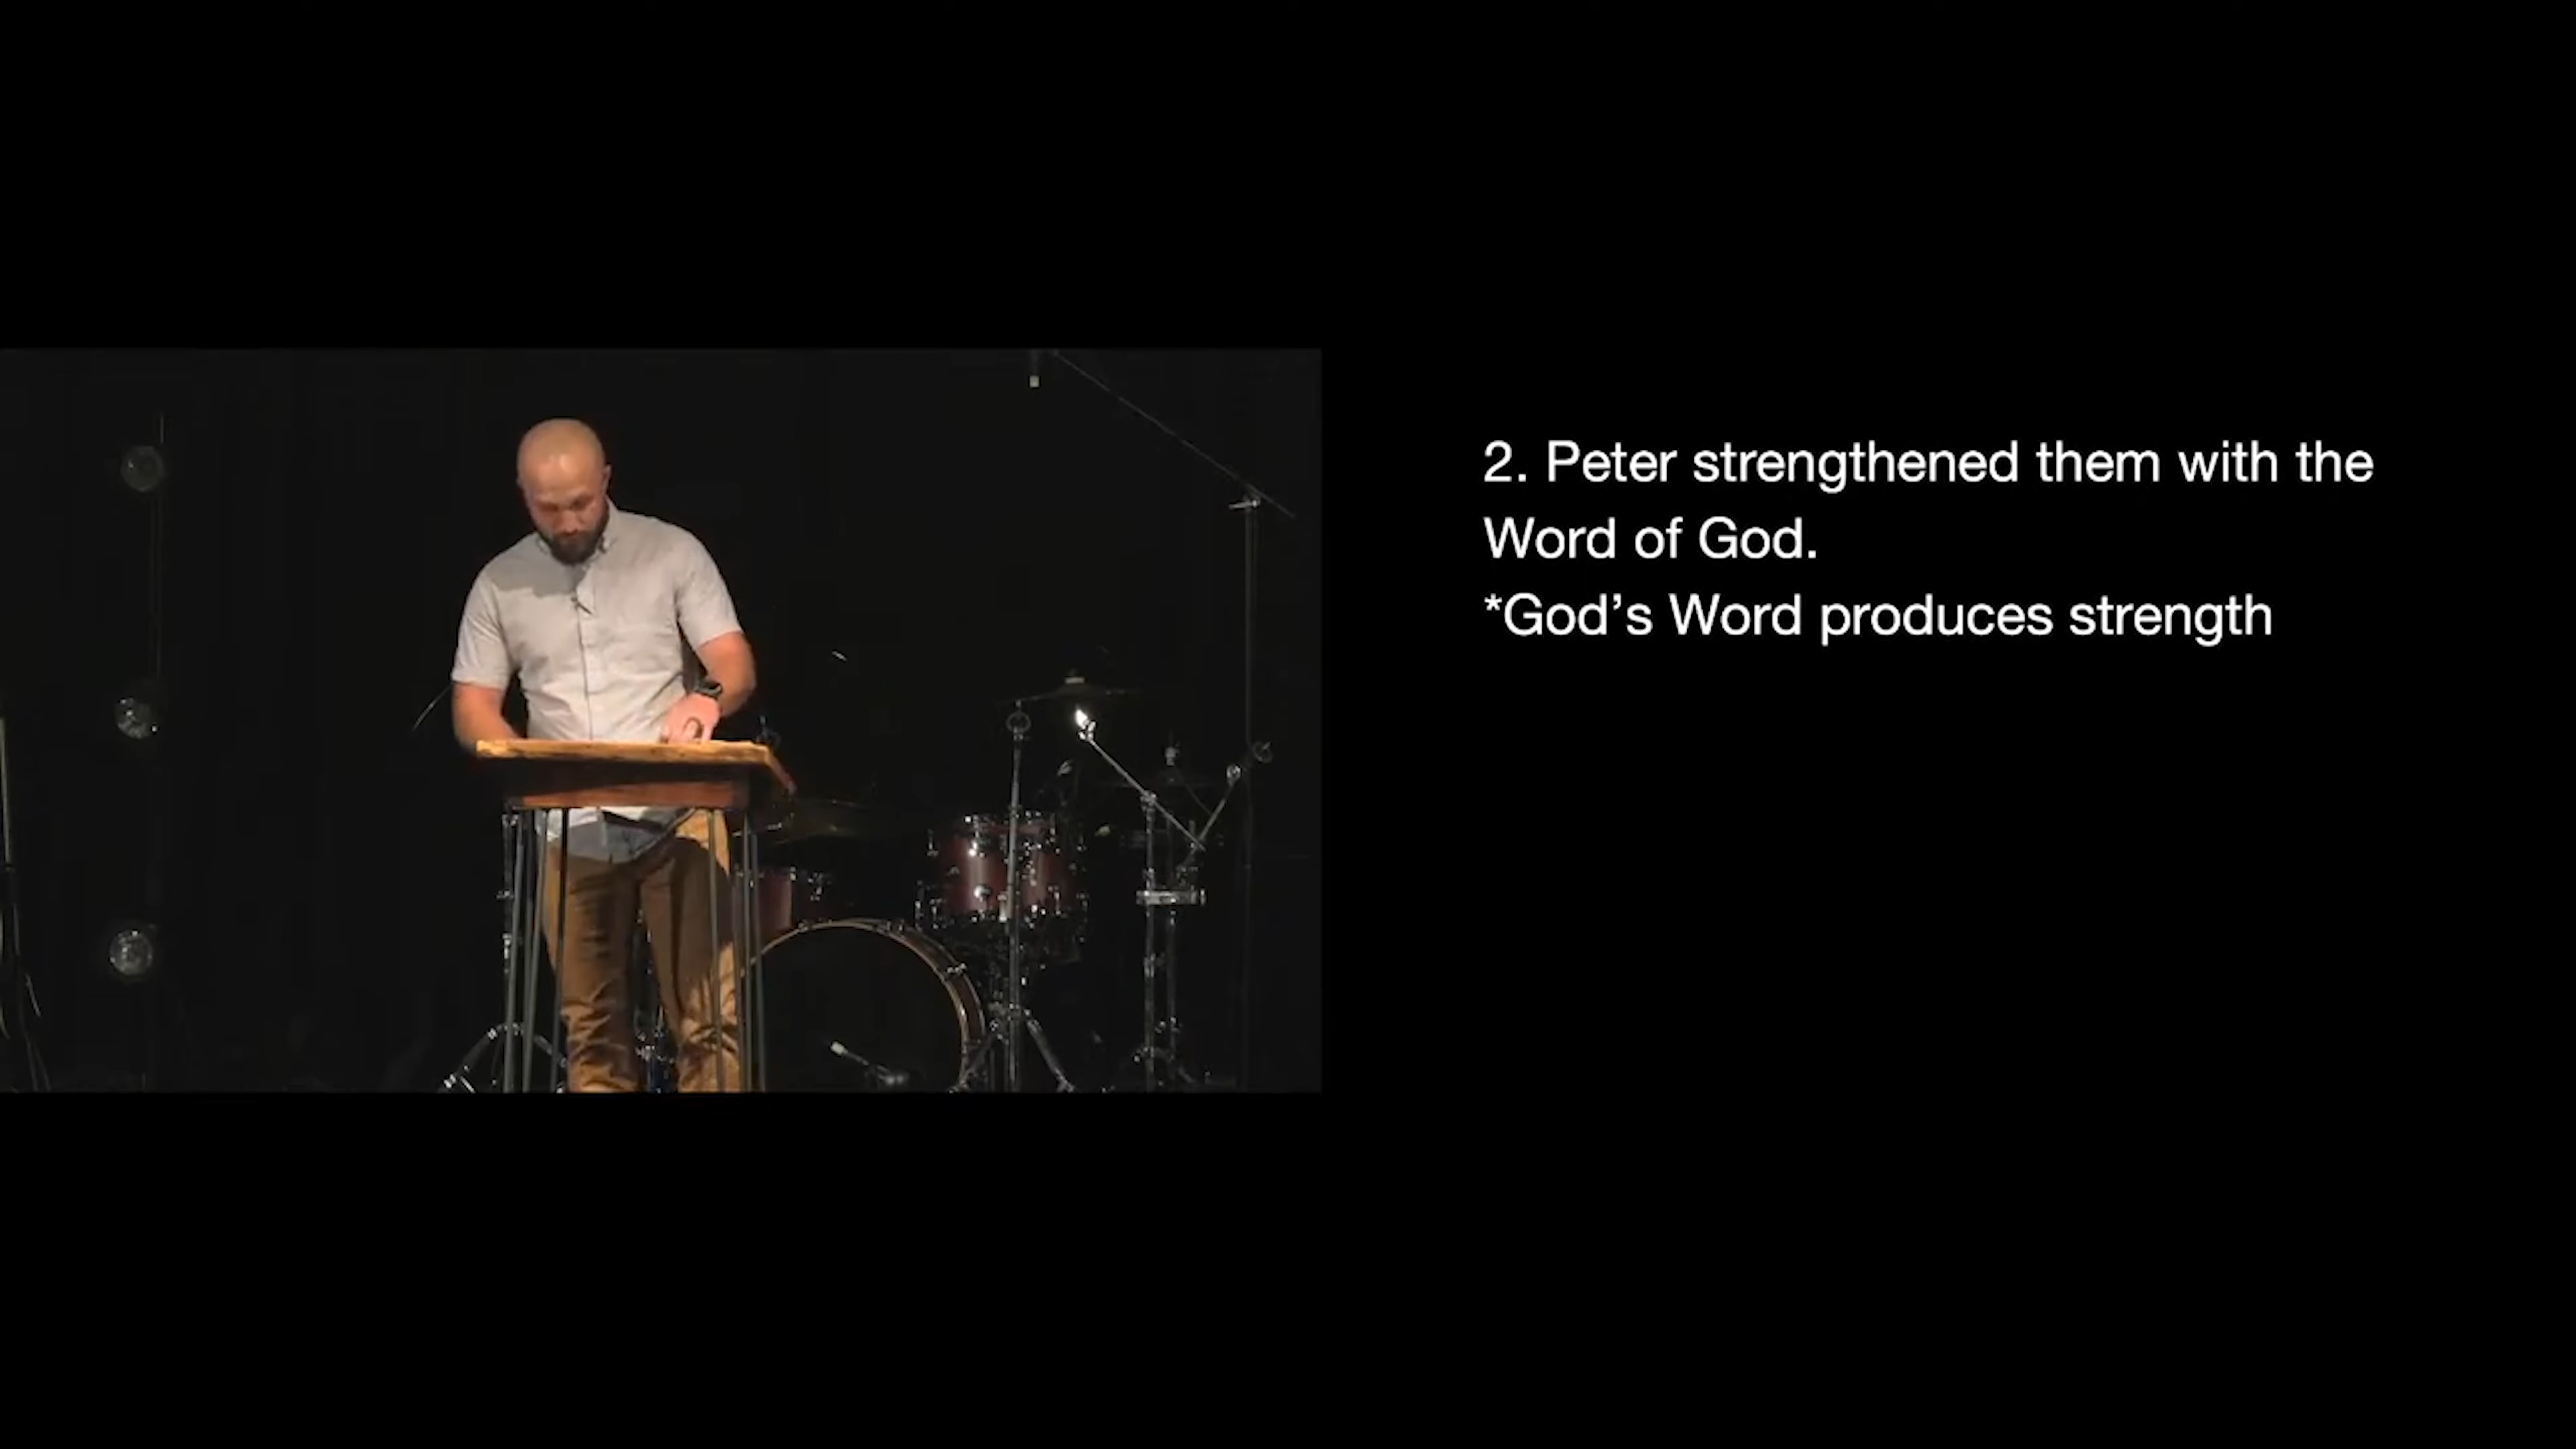 2. Peter strengthened them with the
Word of God.
*God’s Word produces strength